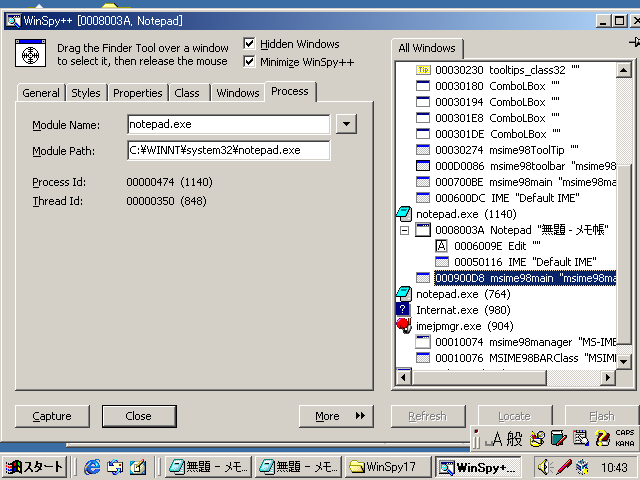 WinSpy++ [0008003A, Notepad]
Drag the Finder Tool over a window
to select it, then release the mouse
Hidden Windows
Minimize WinSpy++
General
Styles
Properties
Class
Windows
Process
Module Name:
notepad.exe
Module Path:
C:¥WINNT¥system32¥notepad.exe
Process Id:
00000474 (1140)
Thread Id:
00000350 (848)
Capture
Close
More
All Windows
Tip
00030230 tooltips_class32 ""
00030180 ComboLBox ""
00030194 ComboLBox ""
000301E8 ComboLBox ""
000301DE ComboLBox ""
00030274 msime98ToolTip ""
000D0086 msime98toolbar "msime98
000700BE msime98main "msime98ma
000600DC IME "Default IME"
notepad.exe (1140)
0008003A Notepad "無題 - メモ帳"
0006009E Edit ""
00050116 IME "Default IME"
000900D8 msime98main "msime98ma
notepad.exe (764)
Internat.exe (980)
imejpmgr.exe (904)
00010074 msime98manager "MS-IME
00010076 MSIME98BARClass "MSIME
Refresh
Locate
Flash
A 般
CAPS
KANA
スタート
無題 - メモ...
無題 - メモ...
WinSpy17
WinSpy+...
10:43